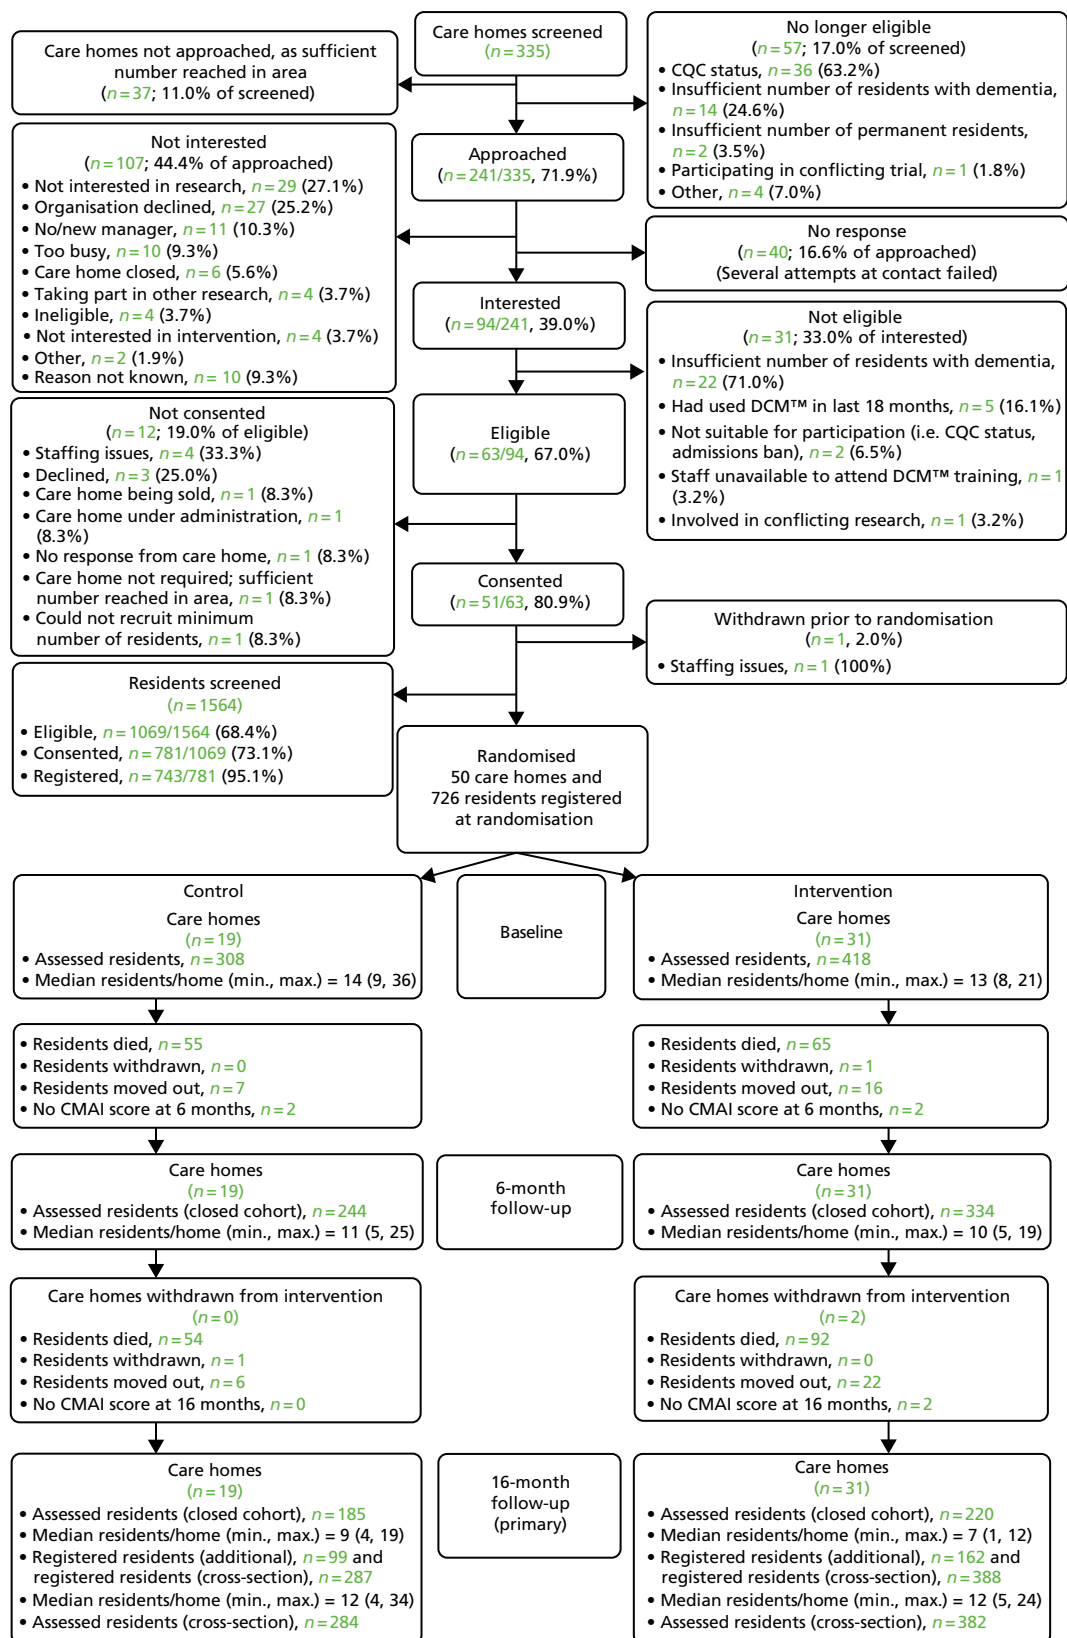 Care homes screened
(n=335)
Care homes not approached, as sufficient
number reached in area
(n=37; 11.0% of screened)
No longer eligible
(n=57; 17.0% of screened)
• CQC status, n=36 (63.2%)
• Insufficient number of residents with dementia,
n=14 (24.6%)
• Insufficient number of permanent residents,
n=2 (3.5%)
• Participating in conflicting trial, n=1 (1.8%)
• Other, n=4 (7.0%)
Approached
(n=241/335, 71.9%)
Not interested
(n=107; 44.4% of approached)
• Not interested in research, n=29 (27.1%)
• Organisation declined, n=27 (25.2%)
• No/new manager, n=11 (10.3%)
• Too busy, n=10 (9.3%)
• Care home closed, n=6 (5.6%)
• Taking part in other research, n=4 (3.7%)
• Ineligible, n=4 (3.7%)
• Not interested in intervention, n=4 (3.7%)
• Other, n=2 (1.9%)
• Reason not known, n=10 (9.3%)
No response
(n=40; 16.6% of approached)
(Several attempts at contact failed)
Interested
(n=94/241, 39.0%)
Not eligible
(n=31; 33.0% of interested)
• Insufficient number of residents with dementia,
n=22 (71.0%)
• Had used DCM™ in last 18 months, n=5 (16.1%)
• Not suitable for participation (i.e. CQC status,
admissions ban), n=2 (6.5%)
• Staff unavailable to attend DCM™ training, n=1
(3.2%)
• Involved in conflicting research, n=1 (3.2%)
Eligible
(n=63/94, 67.0%)
Not consented
(n=12; 19.0% of eligible)
• Staffing issues, n=4 (33.3%)
• Declined, n=3 (25.0%)
• Care home being sold, n=1 (8.3%)
• Care home under administration, n=1
(8.3%)
• No response from care home, n=1 (8.3%)
• Care home not required; sufficient
number reached in area, n=1 (8.3%)
• Could not recruit minimum
number of residents, n=1 (8.3%)
Consented
(n=51/63, 80.9%)
Withdrawn prior to randomisation
(n=1, 2.0%)
• Staffing issues, n=1 (100%)
Residents screened
(n=1564)
• Eligible, n=1069/1564 (68.4%)
• Consented, n=781/1069 (73.1%)
• Registered, n=743/781 (95.1%)
Randomised
50 care homes and
726 residents registered
at randomisation
Control
Care homes
(n=19)
• Assessed residents, n=308
• Median residents/home (min., max.) = 14 (9, 36)
Baseline
Intervention
Care homes
(n=31)
• Assessed residents, n=418
• Median residents/home (min., max.) = 13 (8, 21)
• Residents died, n=55
• Residents withdrawn, n=0
• Residents moved out, n=7
• No CMAI score at 6 months, n=2
• Residents died, n=65
• Residents withdrawn, n=1
• Residents moved out, n=16
• No CMAI score at 6 months, n=2
Care homes
(n=19)
• Assessed residents (closed cohort), n=244
• Median residents/home (min., max.) = 11 (5, 25)
6-month
follow-up
Care homes
(n=31)
• Assessed residents (closed cohort), n=334
• Median residents/home (min., max.) = 10 (5, 19)
Care homes withdrawn from intervention
(n=0)
• Residents died, n=54
• Residents withdrawn, n=1
• Residents moved out, n=6
• No CMAI score at 16 months, n=0
Care homes withdrawn from intervention
(n=2)
• Residents died, n=92
• Residents withdrawn, n=0
• Residents moved out, n=22
• No CMAI score at 16 months, n=2
Care homes
(n=19)
• Assessed residents (closed cohort), n=185
• Median residents/home (min., max.) = 9 (4, 19)
• Registered residents (additional), n=99 and
registered residents (cross-section),
n=287
• Median residents/home (min., max.) = 12 (4, 34)
• Assessed residents (cross-section), n=284
16-month
follow-up
(primary)
Care homes
(n=31)
• Assessed residents (closed cohort), n=220
• Median residents/home (min., max.) = 7 (1, 12)
• Registered residents (additional), n=162 and
registered residents (cross-section),
n=388
• Median residents/home (min., max.) = 12 (5, 24)
• Assessed residents (cross-section), n=382